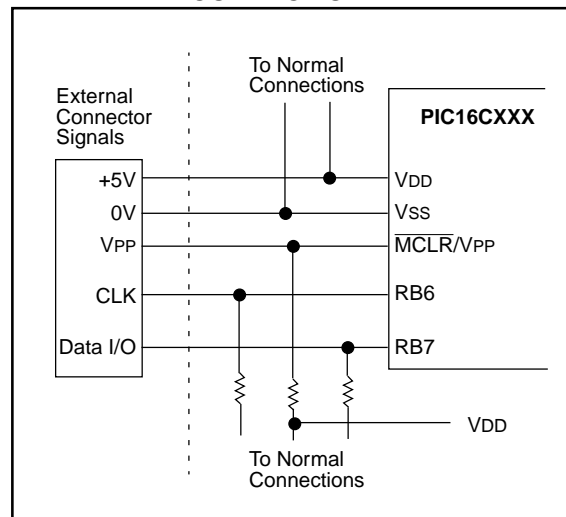 To Normal
Connections
External
Connector
Signals
PIC16CXXX
+5V
VDD
0V
VSS
VPP
MCLR/VPP
CLK
RB6
Data I/O
RB7
VDD
To Normal
Connections